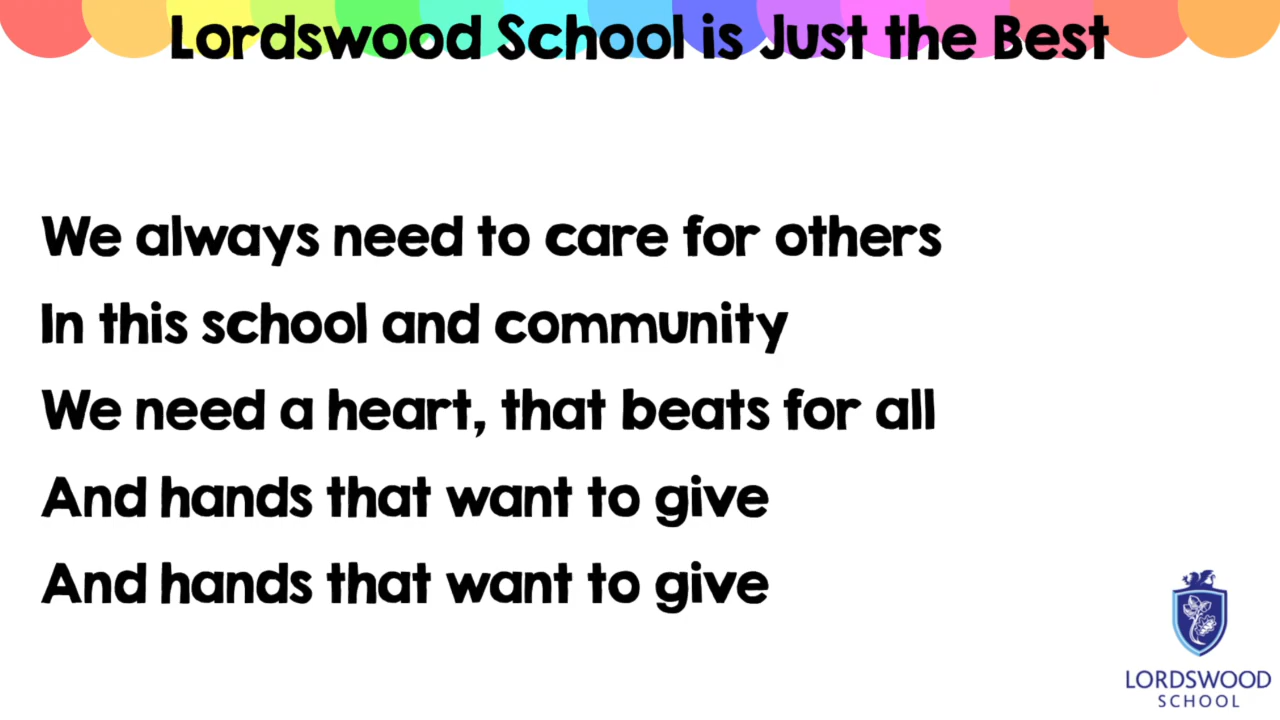 Lordswood School is Just the Best
We always need to care for others
In this school and community
We need a heart, that beats for all
And hands that want to give
And hands that want to give
LORDSWOOD
SCHOOL